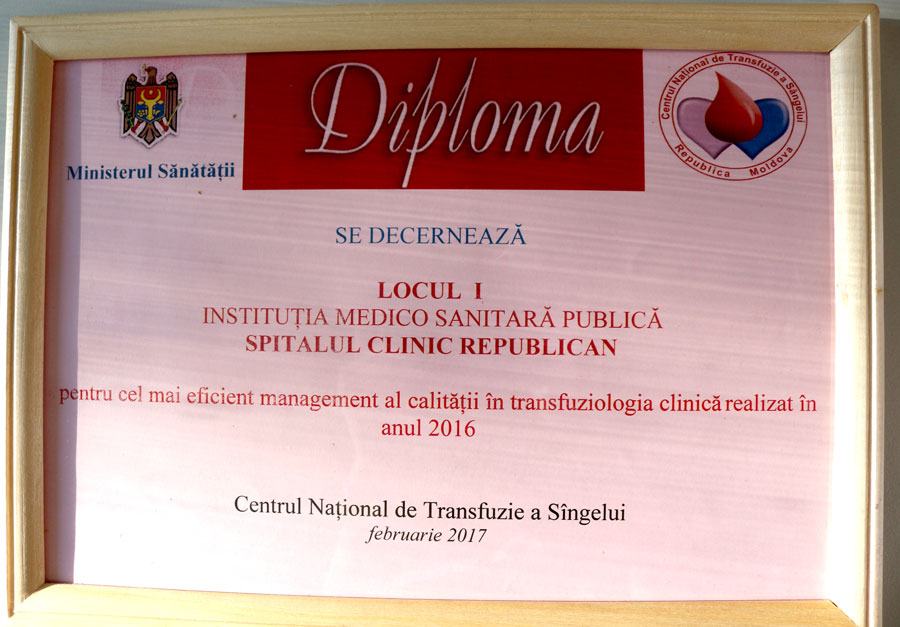 Ministerul Sănătății
Diploma
Centrul Național de Transfuzie a Sângelui
Republica Moldova
SE DECERNEAZĂ
LOCUL I
INSTITUȚIA MEDICO SANITARĂ PUBLICĂ
SPITALUL CLINIC REPUBLICAN
pentru cel mai eficient management al calității în transfuziologia clinică realizat în
anul 2016
Centrul Național de Transfuzie a Sîngelui
februarie 2017